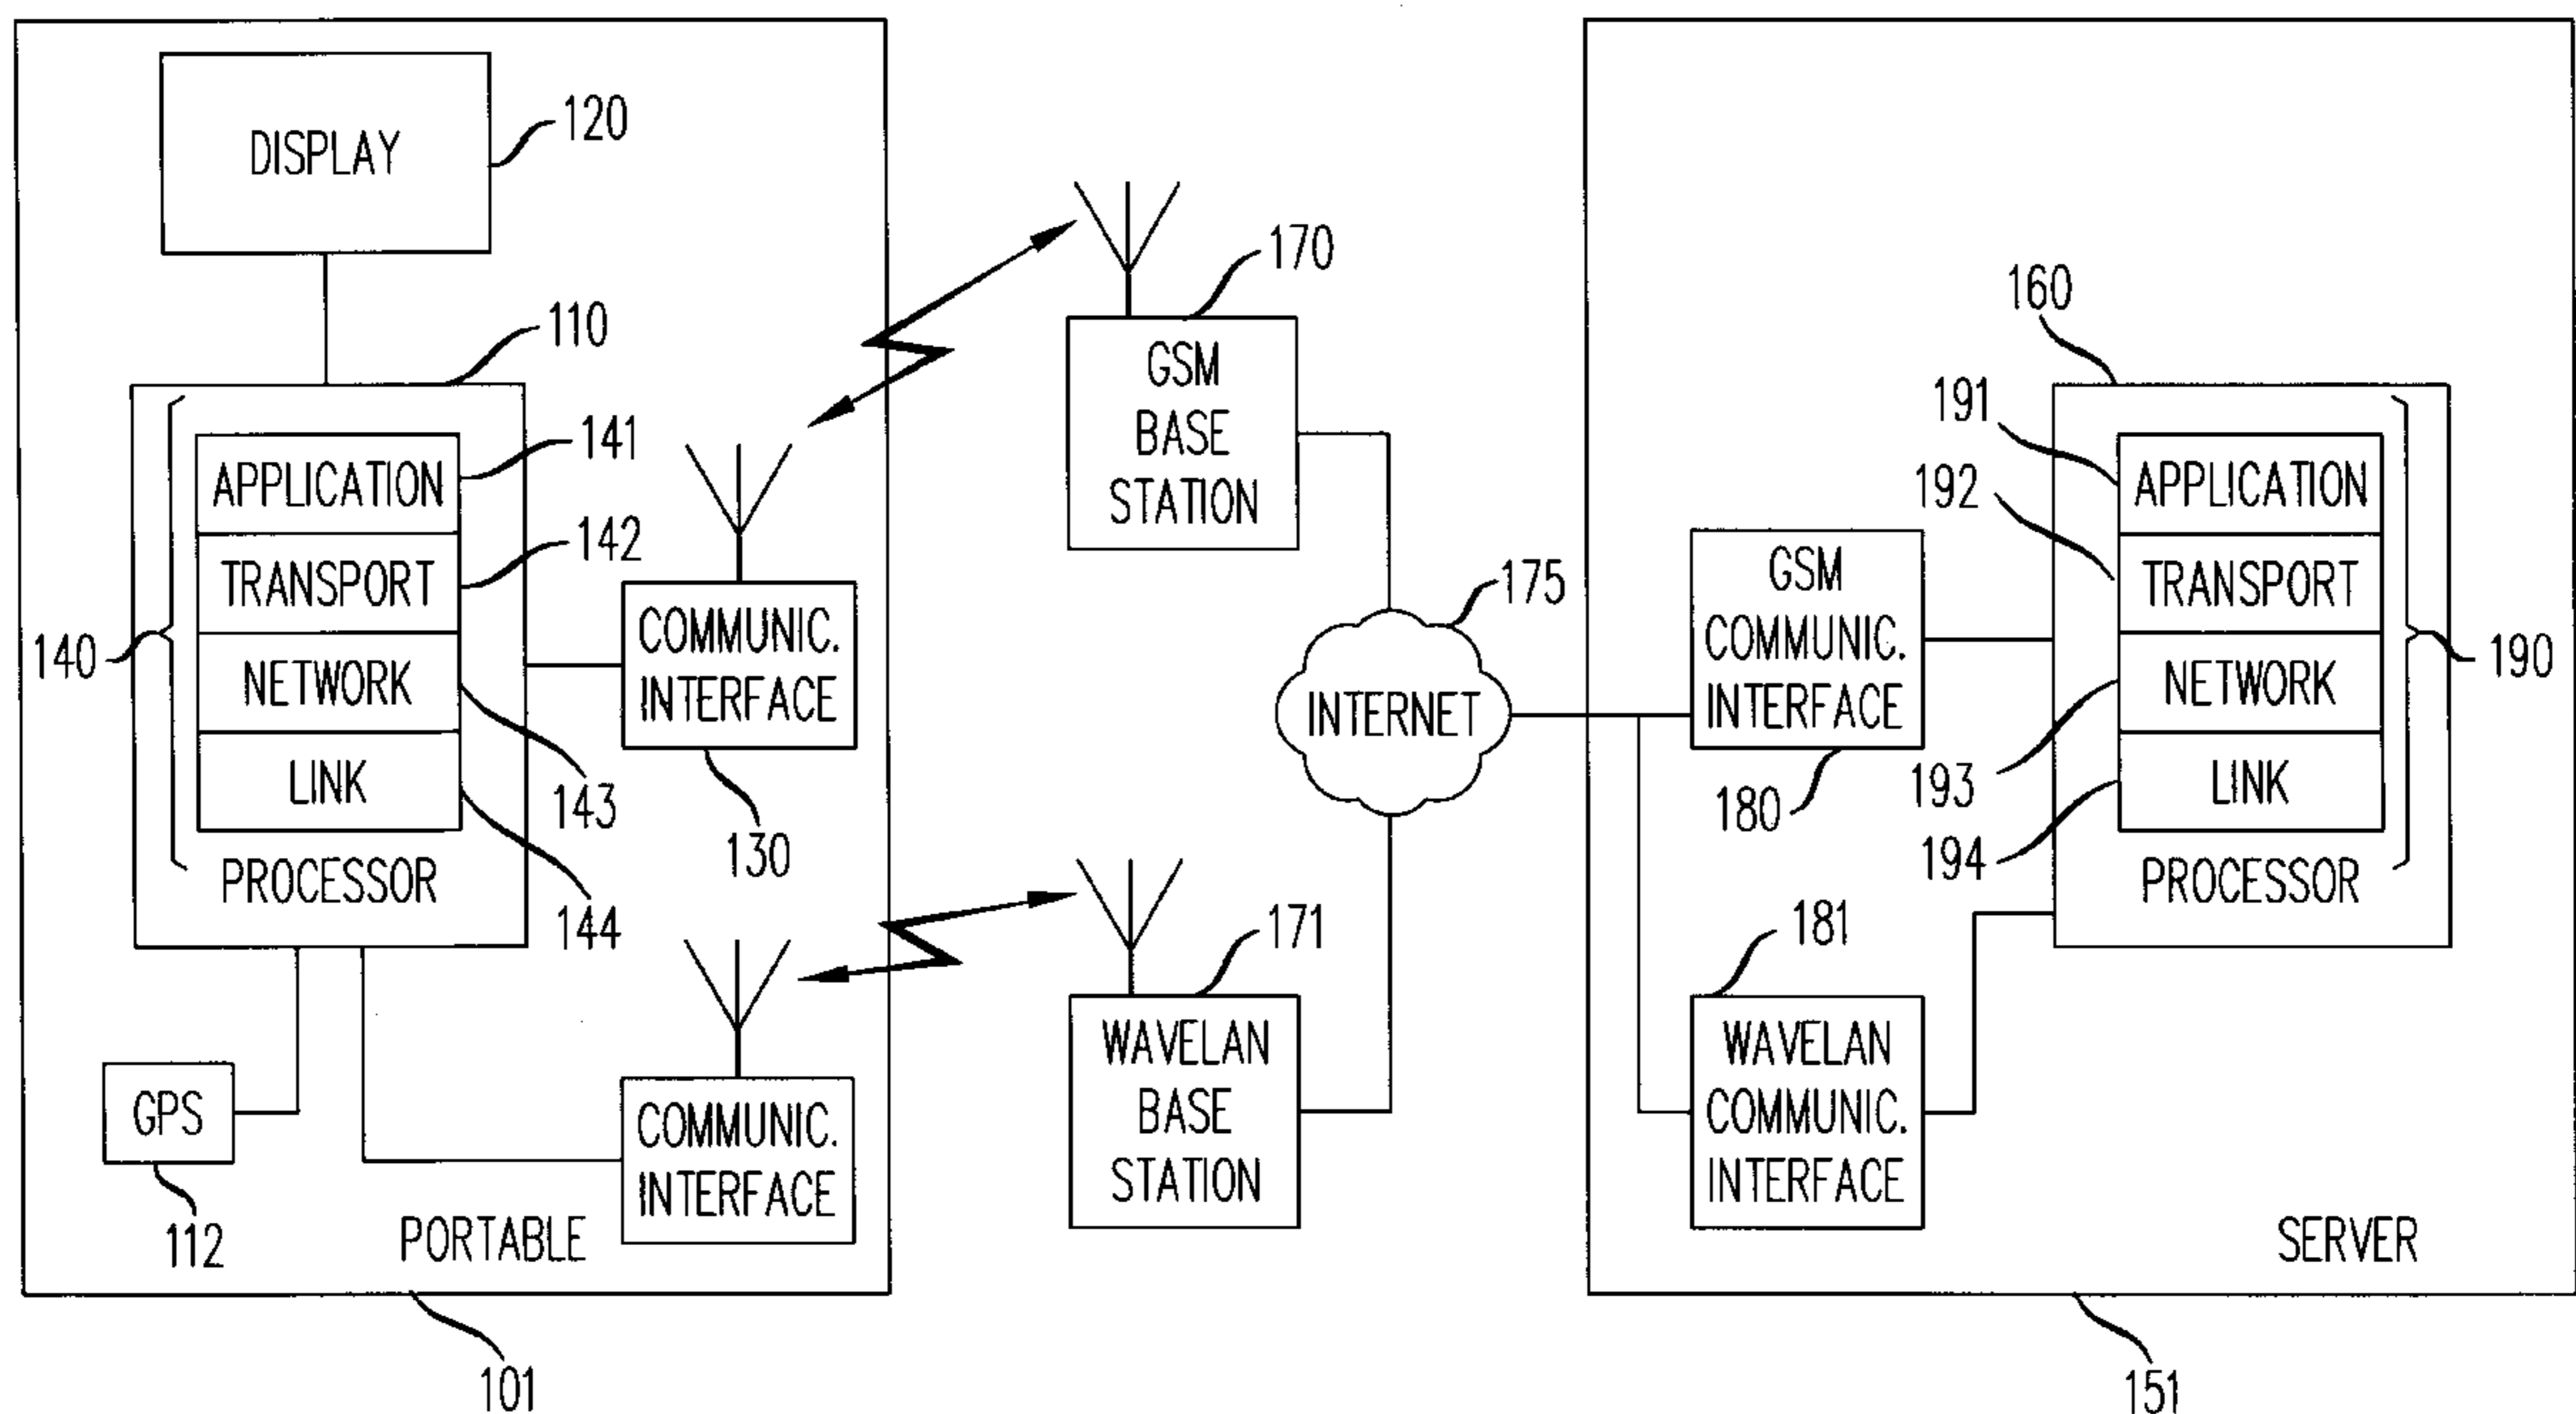 DISPLAY
120
110
APPLICATION
141
TRANSPORT
142
140
NETWORK
143
LINK
144
PROCESSOR
COMMUNIC.
INTERFACE
130
GPS
112
COMMUNIC.
INTERFACE
PORTABLE
101
170
GSM
BASE
STATION
175
INTERNET
171
WAVELAN
BASE
STATION
160
191
APPLICATION
192
TRANSPORT
190
193
NETWORK
194
LINK
PROCESSOR
GSM
COMMUNIC.
INTERFACE
180
181
WAVELAN
COMMUNIC.
INTERFACE
SERVER
151